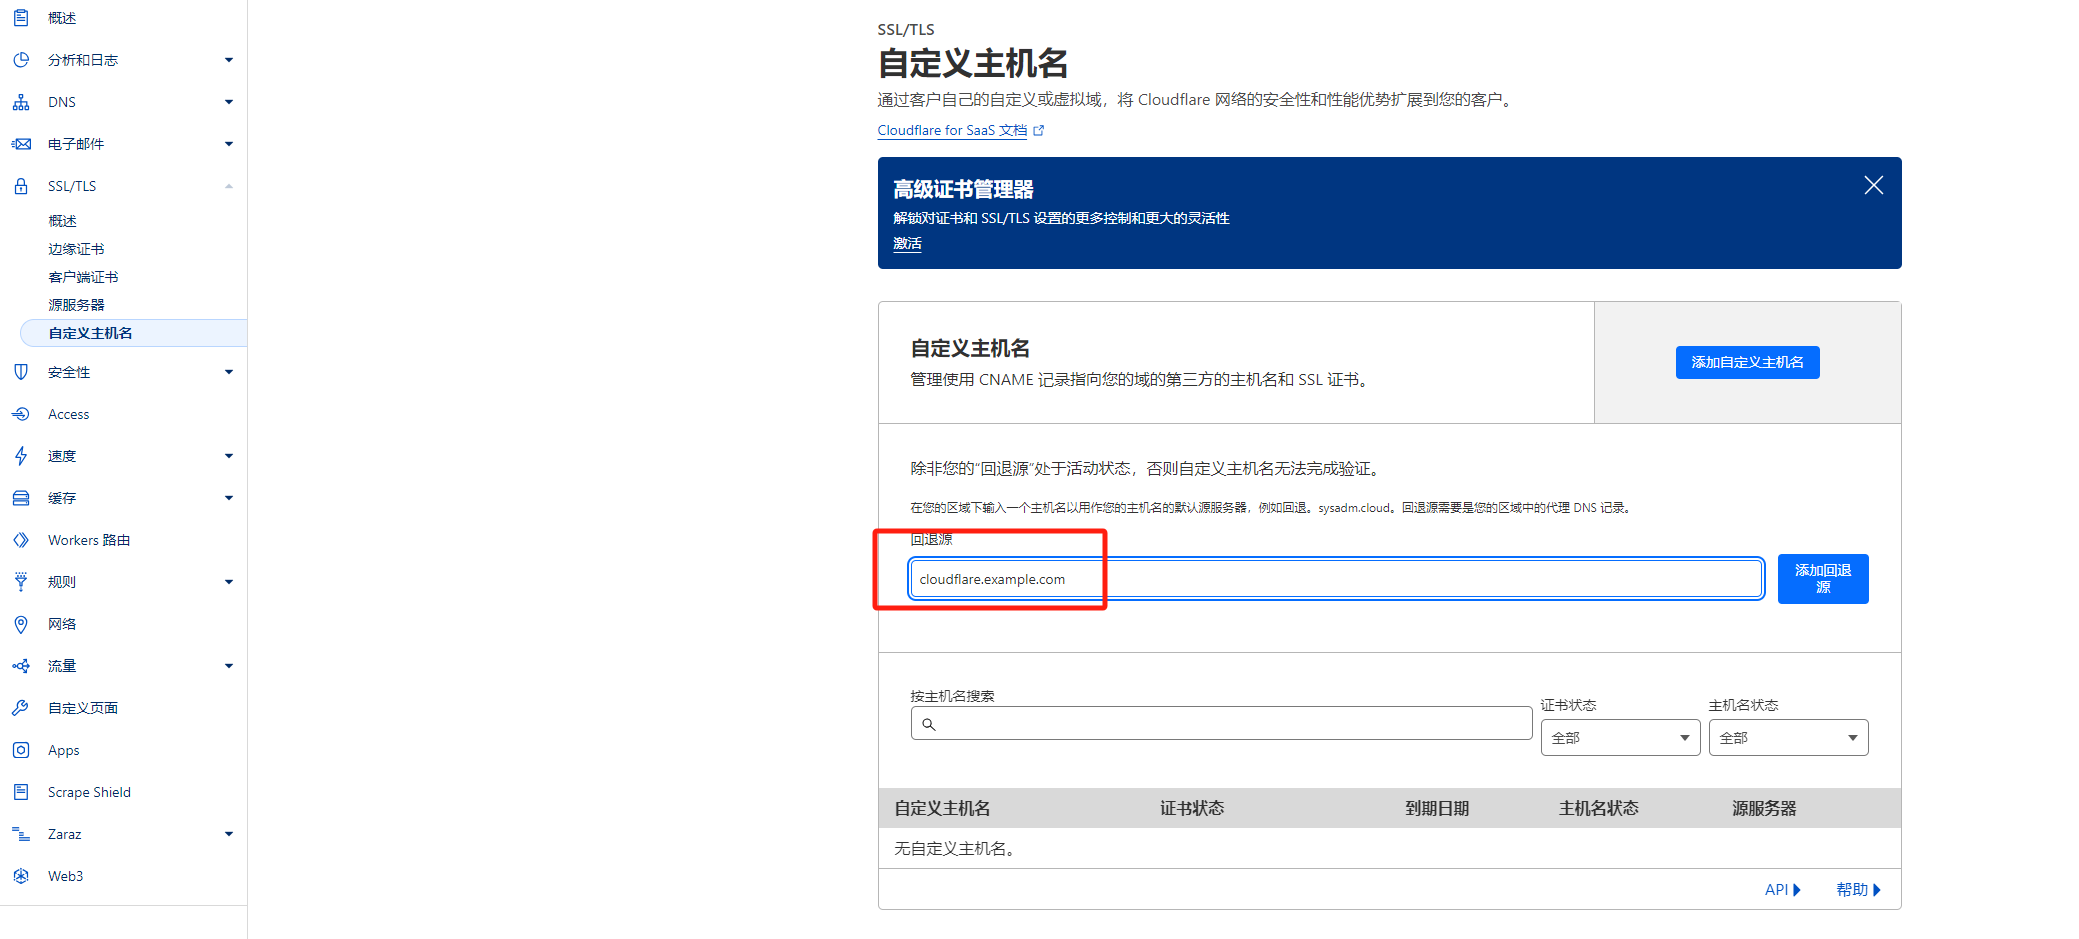 概述
分析和日志
DNS
电子邮件
SSL/TLS
概述
边缘证书
客户端证书
源服务器
自定义主机名
安全性
Access
速度
缓存
Workers 路由
规则
网络
流量
自定义页面
Apps
Scrape Shield
Zaraz
Web3
SSL/TLS
自定义主机名
通过客户自己的自定义或虚拟域，将 Cloudflare 网络的安全性和性能优势扩展到您的客户。
Cloudflare for SaaS 文档
高级证书管理器
解锁对证书和 SSL/TLS 设置的更多控制和更大的灵活性
激活
自定义主机名
管理使用 CNAME 记录指向您的域的第三方的主机名和 SSL 证书。
添加自定义主机名
除非您的“回退源”处于活动状态，否则自定义主机名无法完成验证。
在您的区域下输入一个主机名以用作您的主机名的默认源服务器，例如回退。sysadm.cloud。回退源需要是您的区域中的代理 DNS 记录。
回退源
cloudflare.example.com
添加回退
源
按主机名搜索
证书状态
全部
主机名状态
全部
自定义主机名 证书状态 到期日期 主机名状态 源服务器
无自定义主机名。
API 帮助